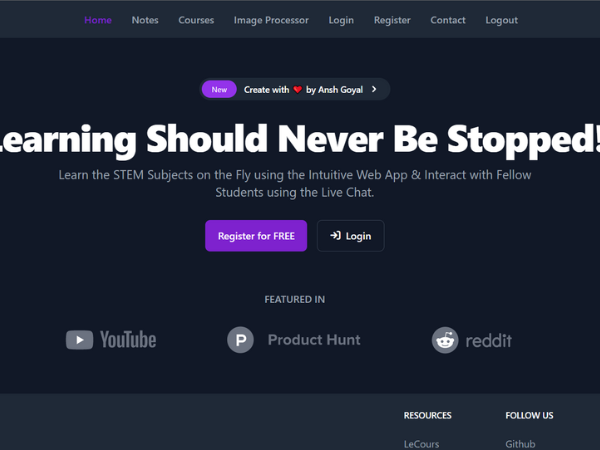 Home Notes Courses Image Processor Login Register Contact Logout
New Create with ❤️ by Ansh Goyal
Learning Should Never Be Stopped!
Learn the STEM Subjects on the Fly using the Intuitive Web App & Interact with Fellow
Students using the Live Chat.
Register for FREE Login
FEATURED IN
YouTube Product Hunt reddit
RESOURCES FOLLOW US
LeCours Github